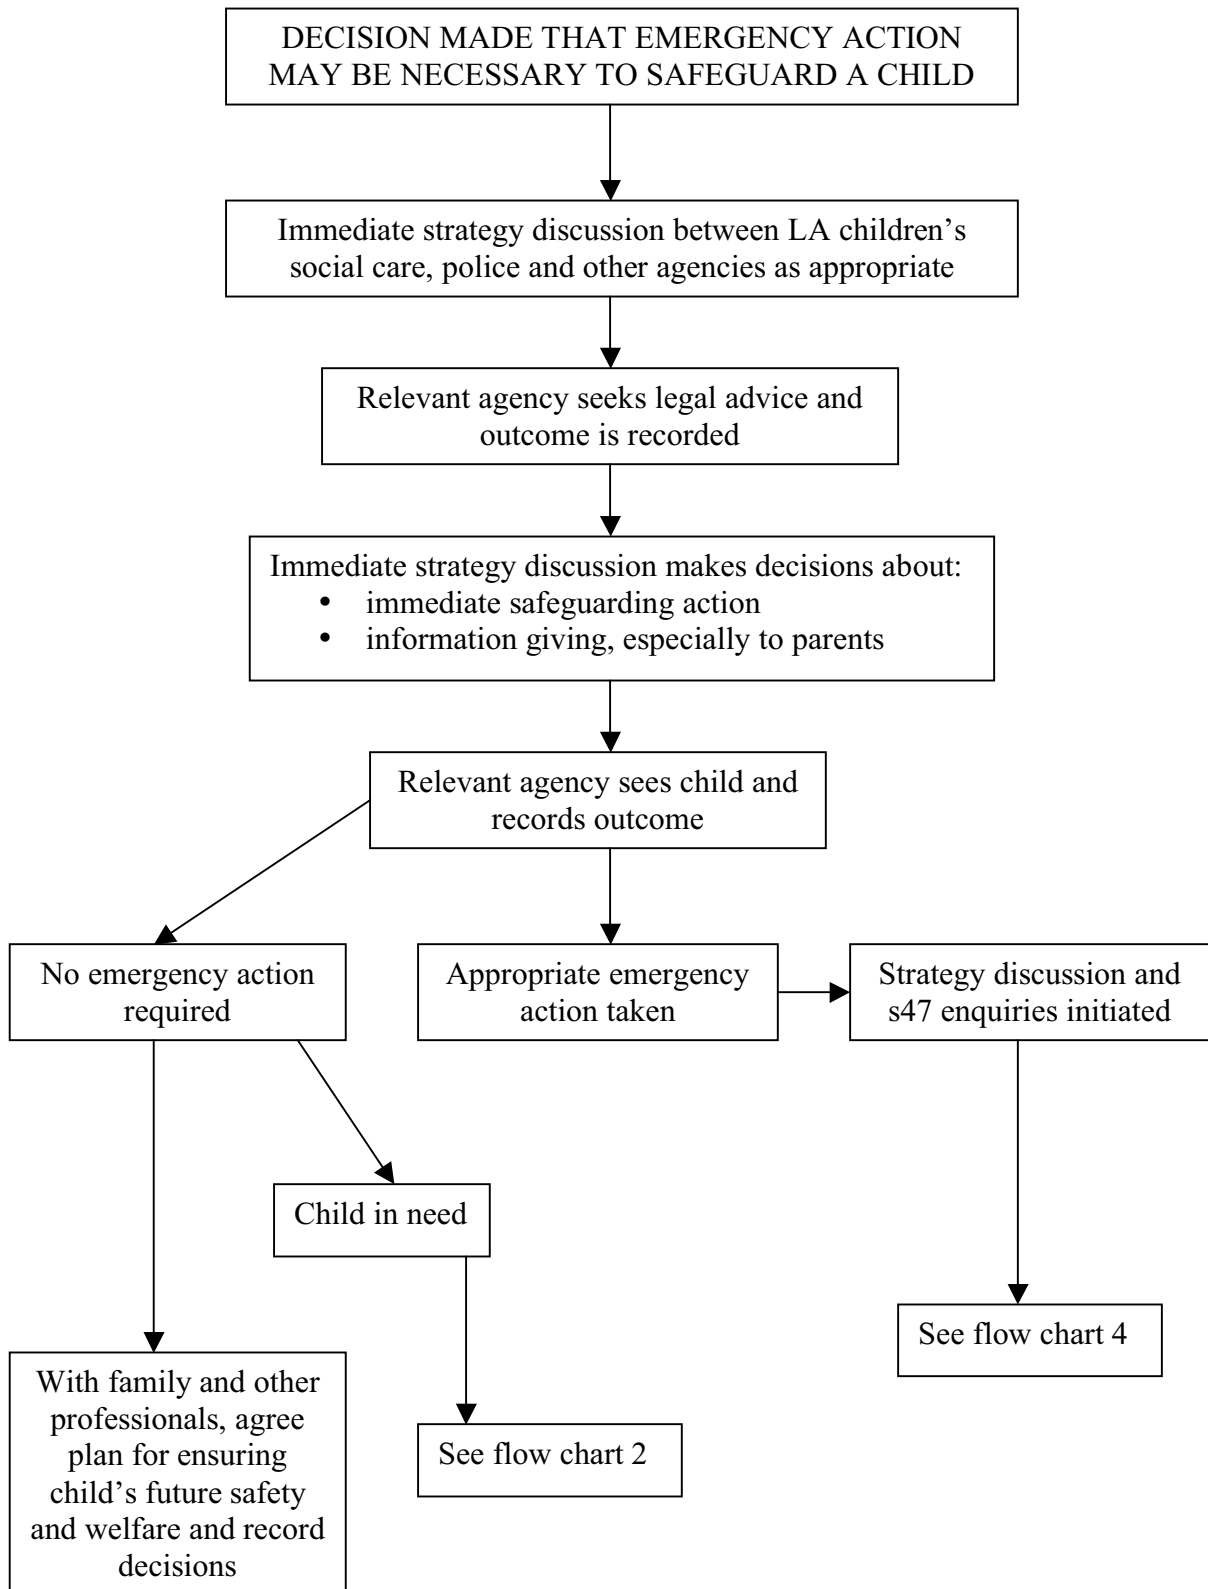 DECISION MADE THAT EMERGENCY ACTION
MAY BE NECESSARY TO SAFEGUARD A CHILD
Immediate strategy discussion between LA children’s
social care, police and other agencies as appropriate
Relevant agency seeks legal advice and
outcome is recorded
Immediate strategy discussion makes decisions about:
• immediate safeguarding action
• information giving, especially to parents
Relevant agency sees child and
records outcome
No emergency action
required
Appropriate emergency
action taken
Strategy discussion and
s47 enquiries initiated
Child in need
See flow chart 4
With family and other
professionals, agree
plan for ensuring
child’s future safety
and welfare and record
decisions
See flow chart 2